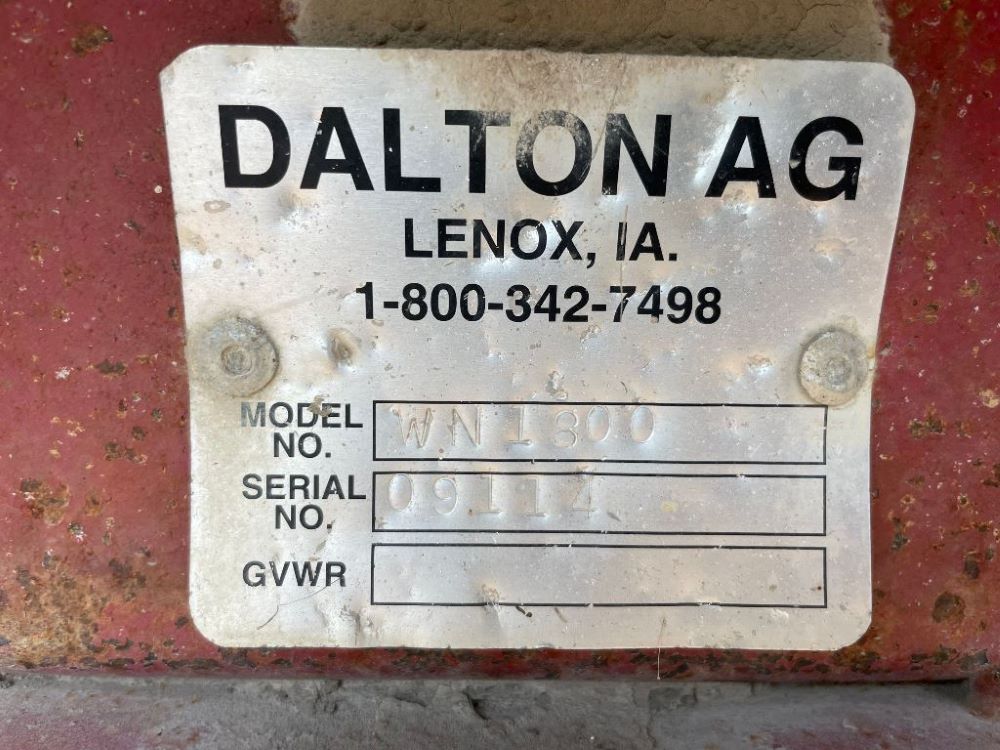 DALTON AG
LENOX, IA.
1-800-342-7498
MODEL NO. WN1800
SERIAL NO. 09114
GVWR